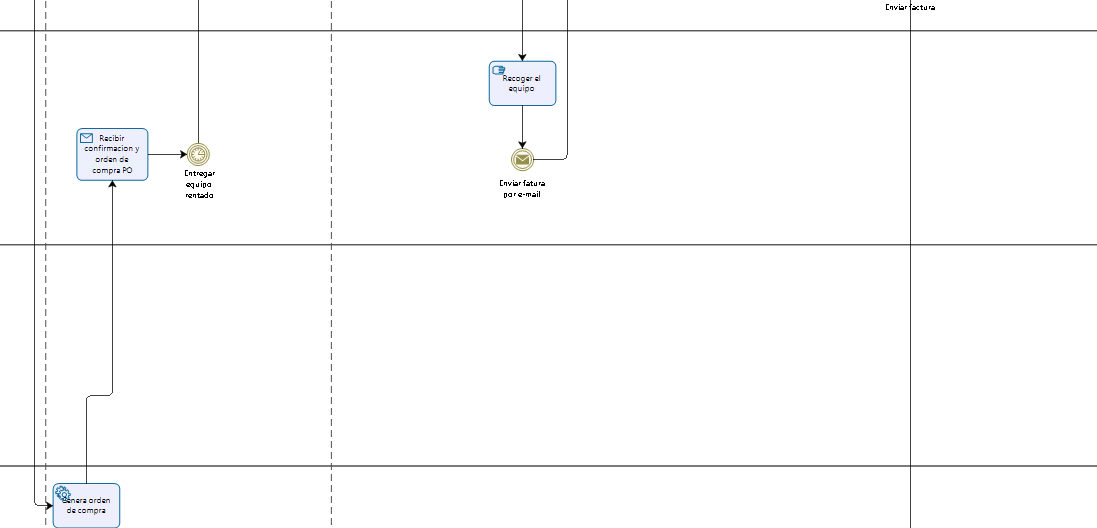 Enviar factura
Recoger el
equipo
Recibir
confirmacion y
orden de
compra PO
Entregar
equipo
rentado
Enviar fatura
por e-mail
Genera orden
de compra